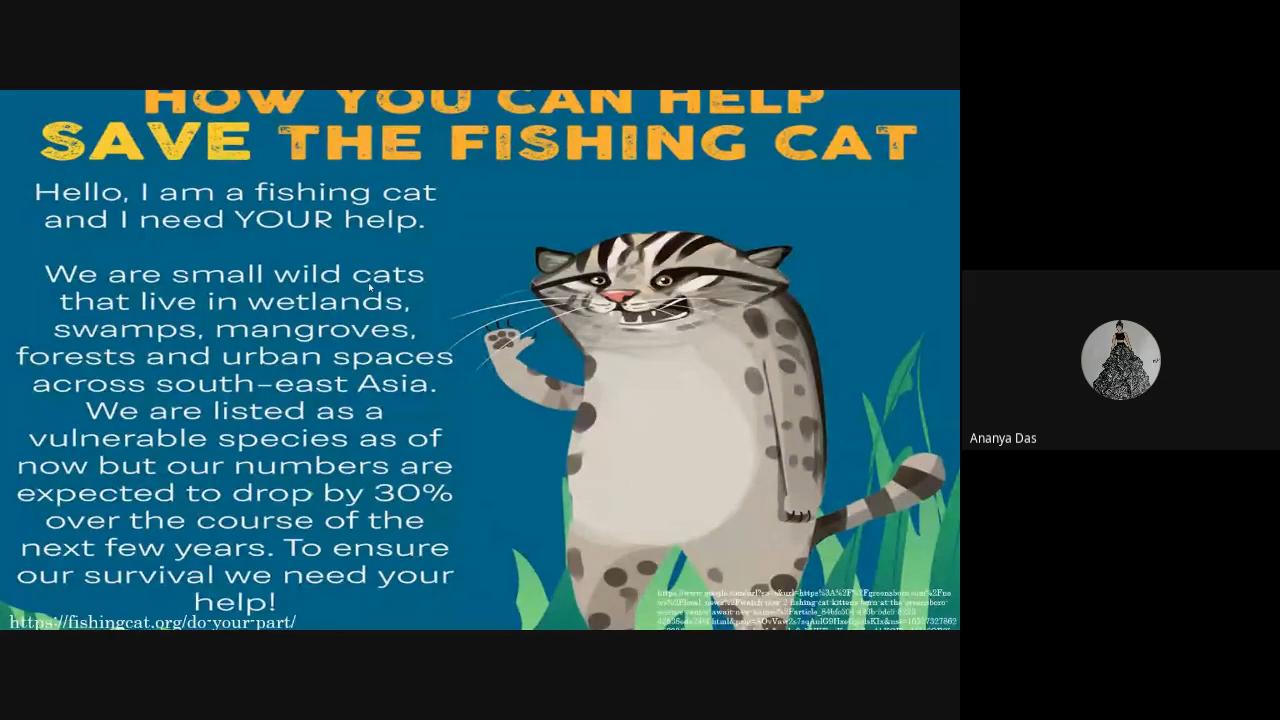 HOW YOU CAN HELP
SAVE THE FISHING CAT
Hello, I am a fishing cat
and I need YOUR help.
We are small wild cats
that live in wetlands,
swamps, mangroves,
forests and urban spaces
across south-east Asia.
We are listed as a
vulnerable species as of
now but our numbers are
expected to drop by 30%
over the course of the
next few years. To ensure
our survival we need your
help!
https://fishingcat.org/do-your-part/
Ananya Das